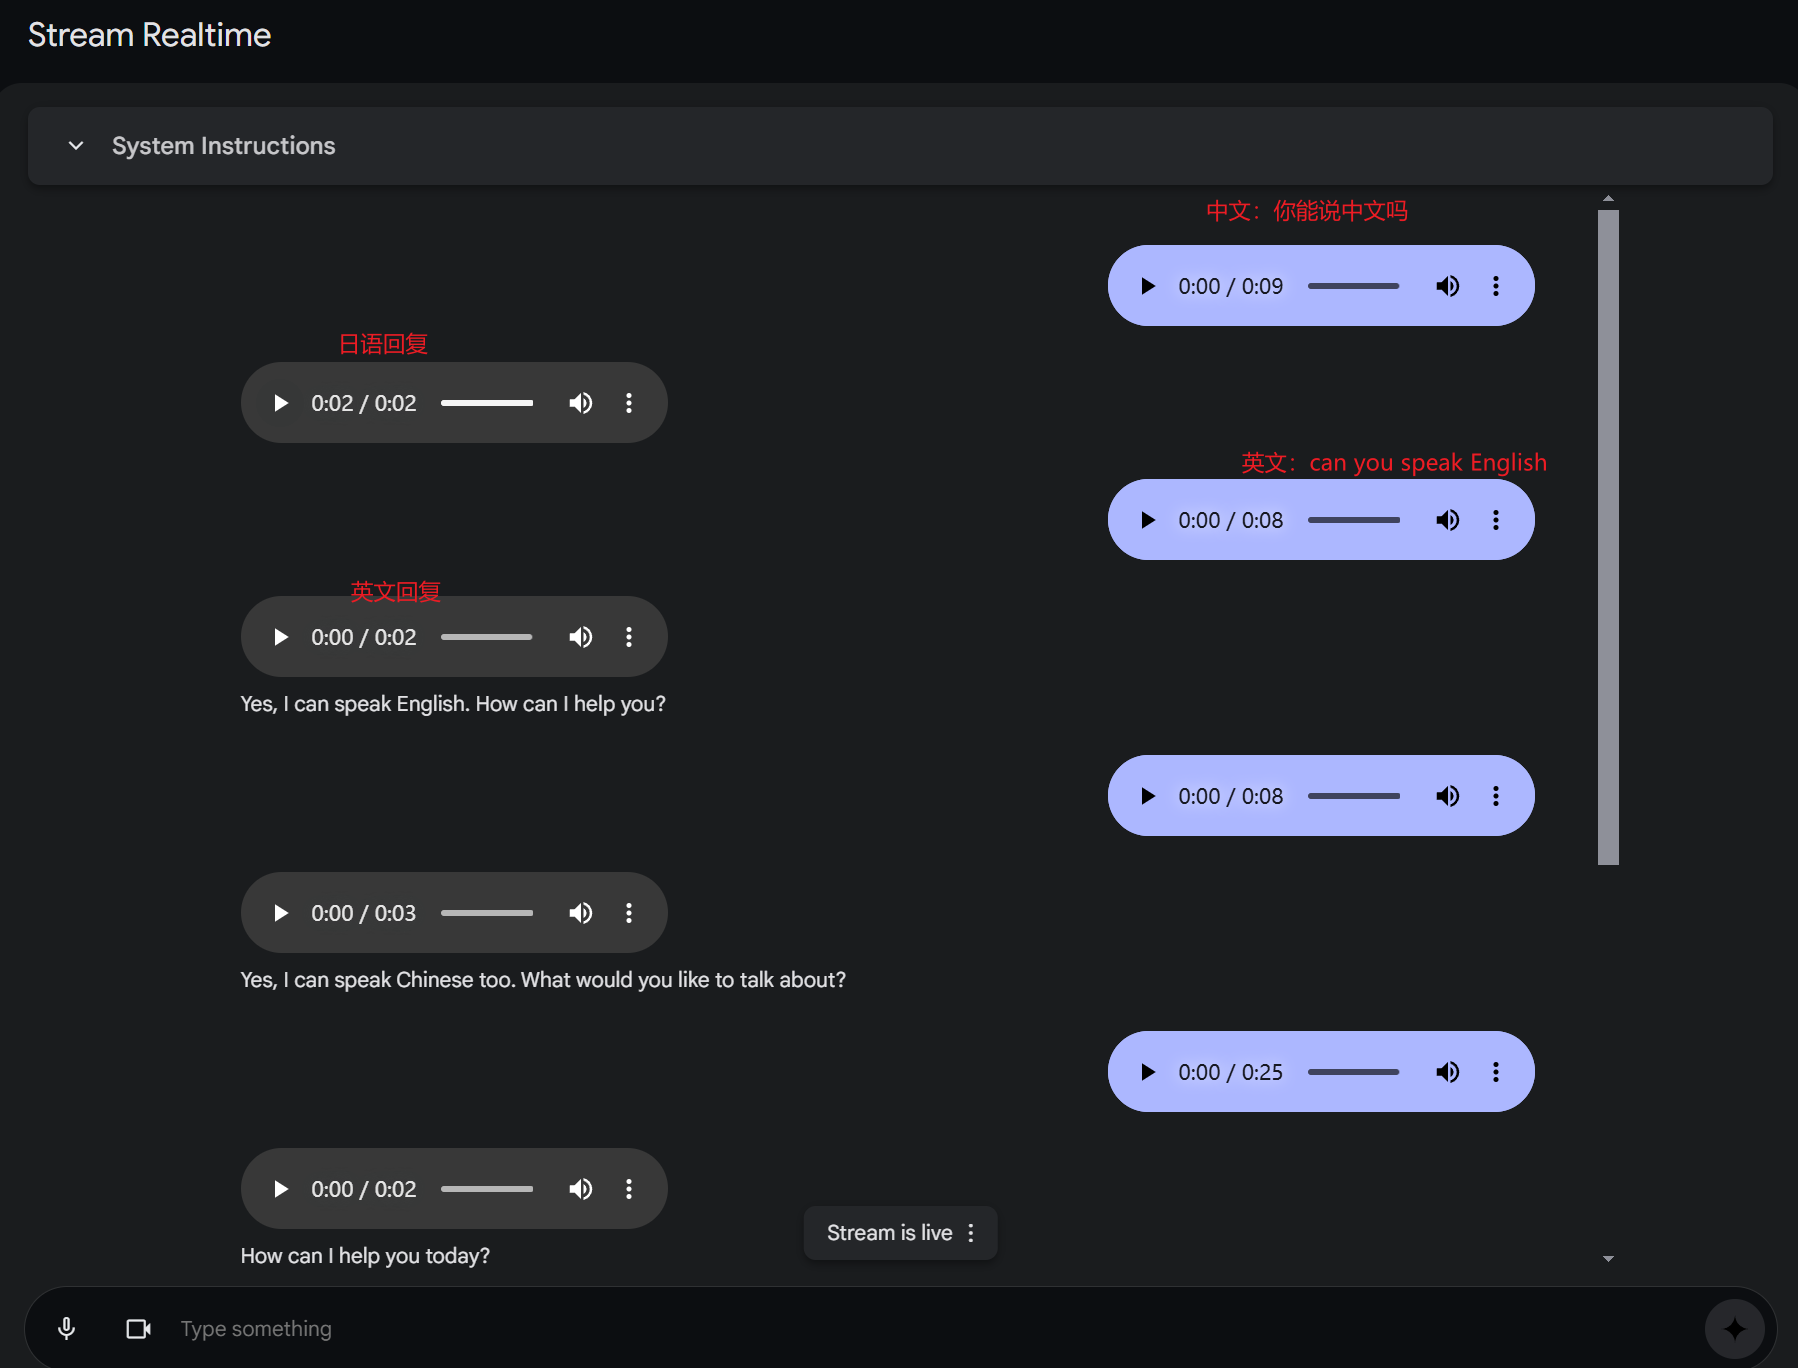 Stream Realtime
System Instructions
中文：你能说中文吗
0:00 / 0:09
日语回复
0:02 / 0:02
英文：can you speak English
0:00 / 0:08
英文回复
0:00 / 0:02
Yes, I can speak English. How can I help you?
0:00 / 0:08
0:00 / 0:03
Yes, I can speak Chinese too. What would you like to talk about?
0:00 / 0:25
0:00 / 0:02
Stream is live
How can I help you today?
Type something